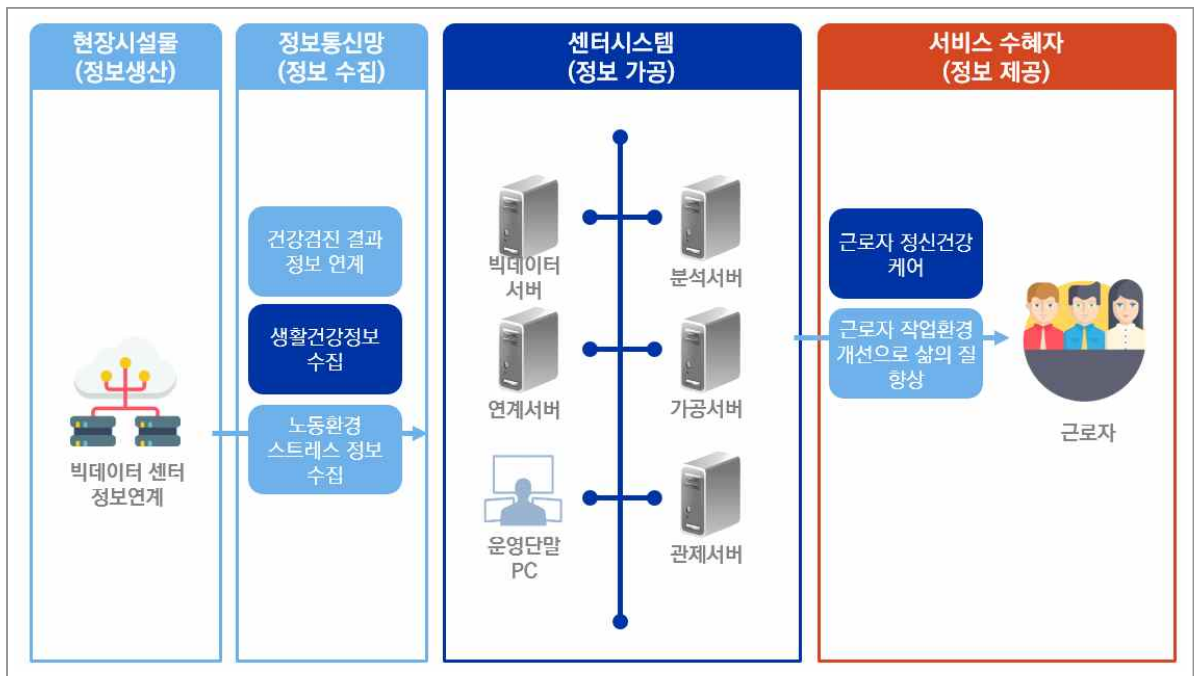 현장시설물
(정보생산)
빅데이터 센터
정보연계
정보통신망
(정보 수집)
건강검진 결과
정보 연계
생활건강정보
수집
노동환경
스트레스 정보
수집
센터시스템
(정보 가공)
빅데이터
서버
분석서버
연계서버
가공서버
운영단말
PC
관제서버
서비스 수혜자
(정보 제공)
근로자 정신건강
케어
근로자 작업환경
개선으로 삶의 질
향상
근로자